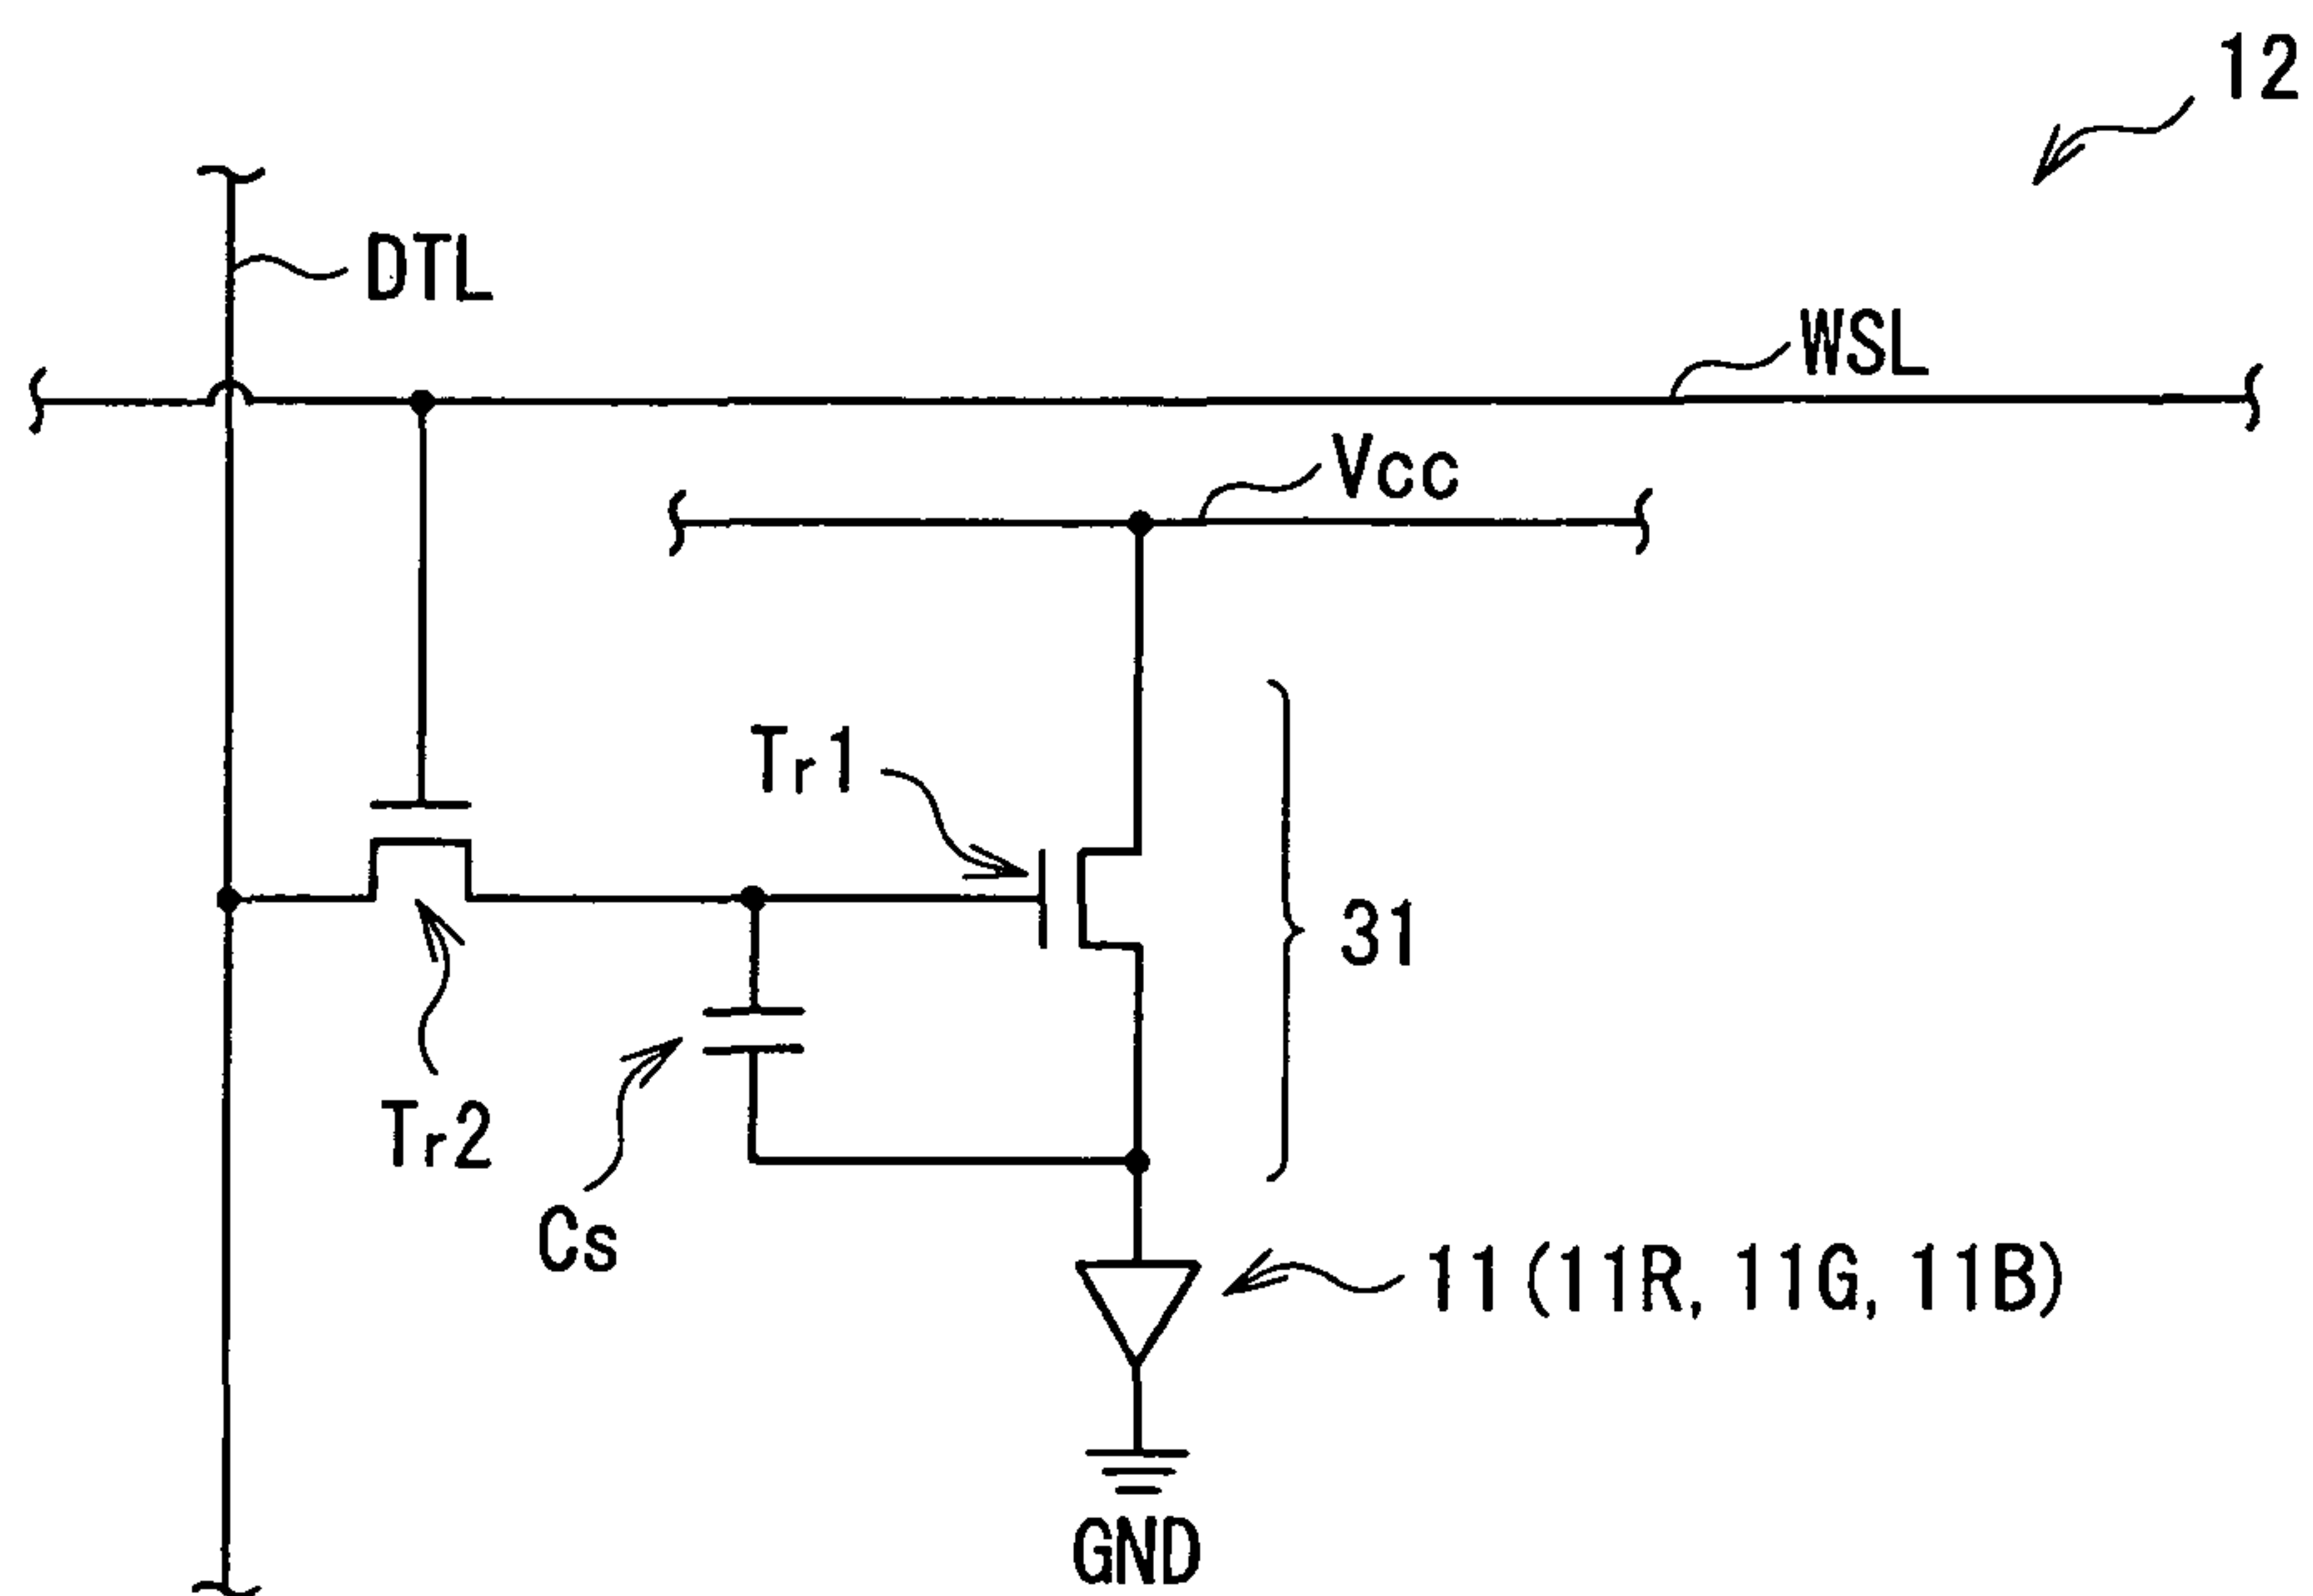 12
DTL
WSL
Vcc
Tr1
31
Tr2
Cs
11(11R, 11G, 11B)
GND